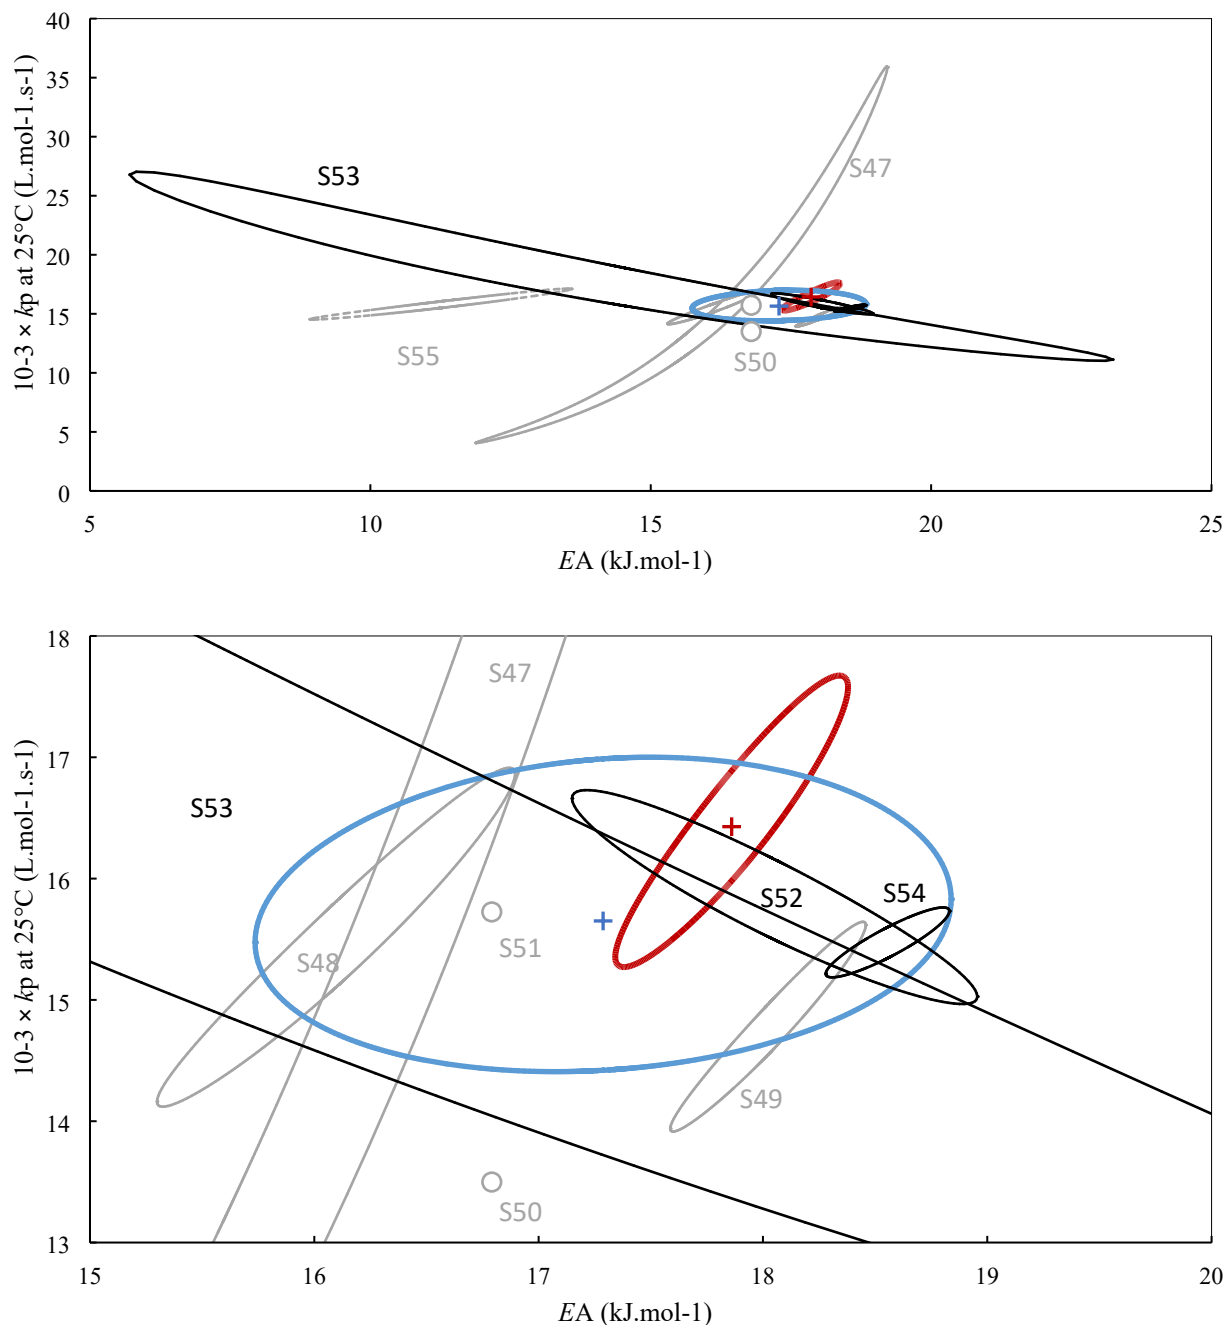 40
35
30
25
20
15
10
5
0
10-3 × kp at 25°C (L.mol-1.s-1)
S53
S47
S55
S50
5 10 15 20 25
EA (kJ.mol-1)
18
17
16
15
14
13
10-3 × kp at 25°C (L.mol-1.s-1)
S47
S53
S52
S54
S51
S48
S49
S50
15 16 17 18 19 20
EA (kJ.mol-1)